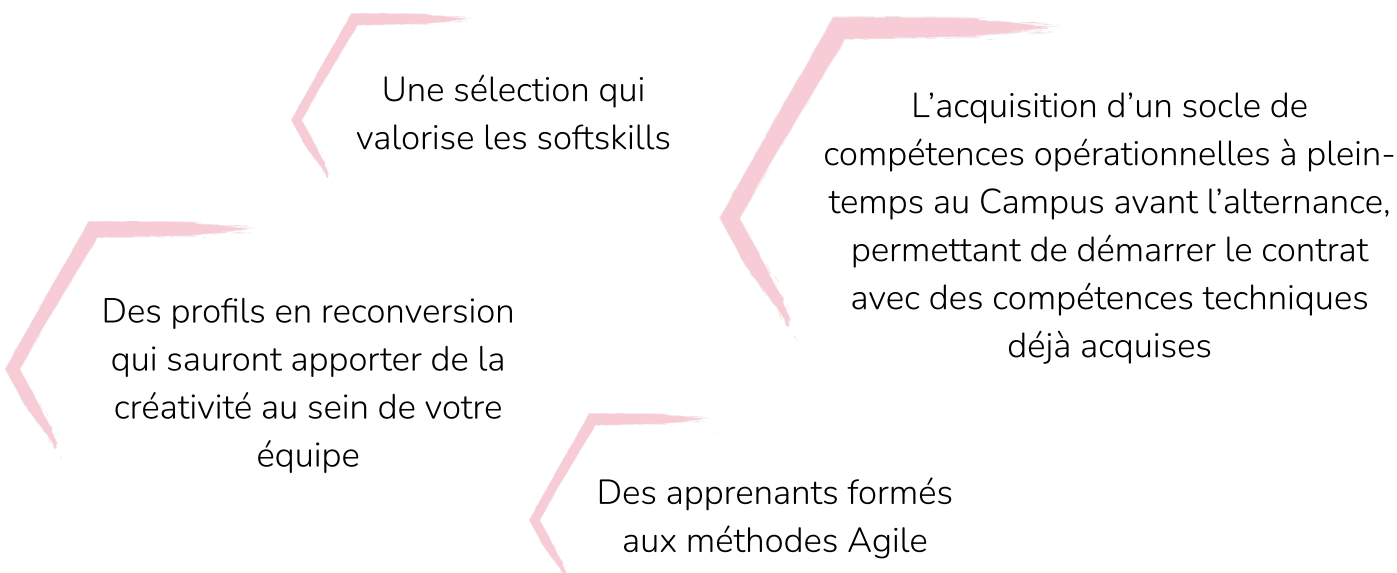 Une sélection qui
valorise les softskills
L’acquisition d’un socle de
compétences opérationnelles à plein-
temps au Campus avant l’alternance,
permettant de démarrer le contrat
avec des compétences techniques
déjà acquises
Des profils en reconversion
qui sauront apporter de la
créativité au sein de votre
équipe
Des apprenants formés
aux méthodes Agile